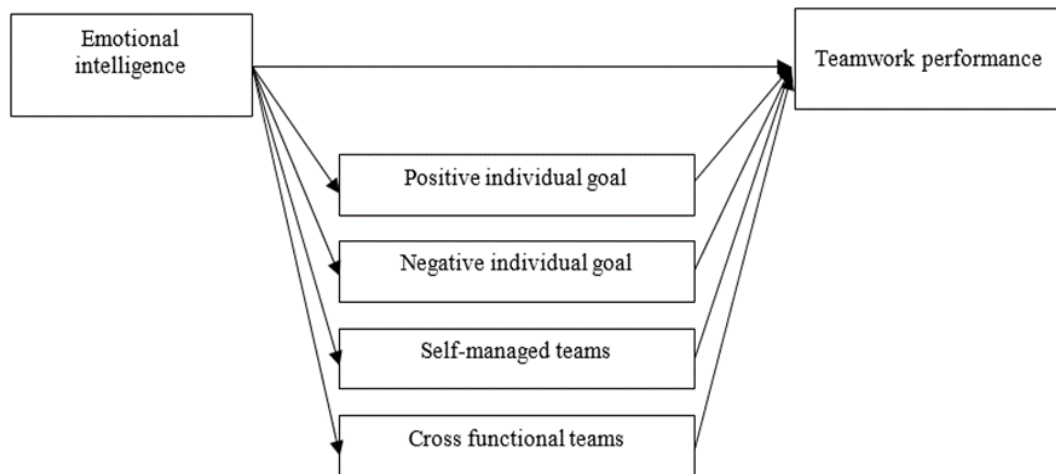 Emotional
intelligence
Teamwork performance
Positive individual goal
Negative individual goal
Self-managed teams
Cross functional teams